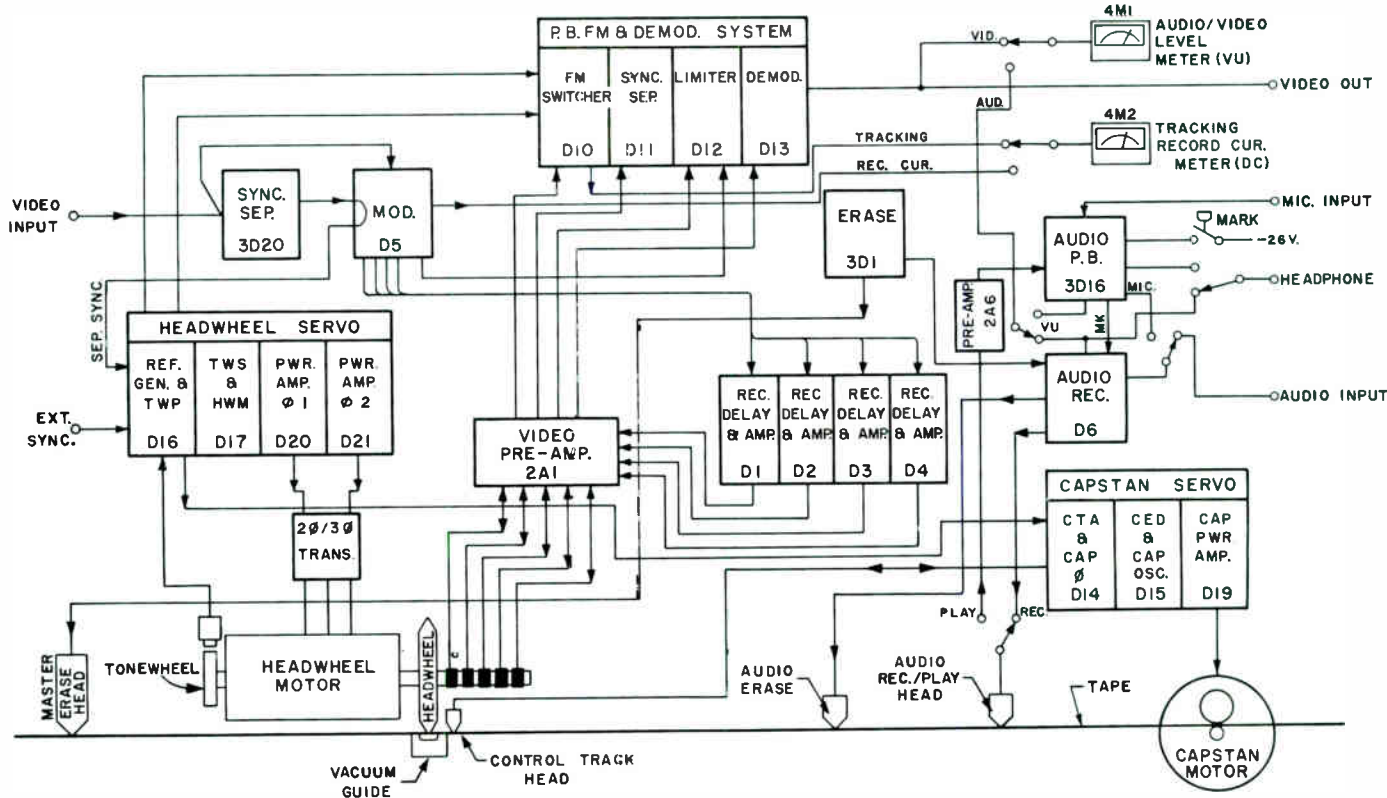 P.B. FM & DEMOD. SYSTEM
FM
SWITCHER
D10
SYNC.
SEP.
D11
LIMITER
D12
DEMOD.
D13
4M1
AUDIO/VIDEO
LEVEL
METER (VU)
VID.
AUD.
VIDEO OUT
4M2
TRACKING
RECORD CUR.
METER (DC)
TRACKING
REC. CUR.
VIDEO
INPUT
SYNC.
SEP.
3D20
MOD.
D5
ERASE
3D1
MIC. INPUT
MARK
-26V.
AUDIO
P.B.
3D16
HEADPHONE
MIC.
MK
VU
PRE-AMP.
2A6
SEP. SYNC
HEADWHEEL SERVO
REF.
GEN. &
TWP
D16
TWS
&
HWM
D17
PWR.
AMP.
Ø 1
D20
PWR.
AMP.
Ø 2
D21
EXT.
SYNC.
AUDIO
REC.
D6
AUDIO INPUT
VIDEO
PRE-AMP.
2A1
REC.
DELAY
& AMP.
D1
REC
DELAY
& AMP.
D2
REC.
DELAY
& AMP.
D3
REC.
DELAY
& AMP.
D4
CAPSTAN SERVO
CTA
&
CAP
Ø
D14
CED
&
CAP
OSC.
D15
CAP
PWR
AMP.
D19
2Ø/3Ø
TRANS.
PLAY
REC
TONEWHEEL
HEADWHEEL
MOTOR
HEADWHEEL
C
MASTER
ERASE
HEAD
AUDIO
ERASE
AUDIO
REC./PLAY
HEAD
TAPE
VACUUM
GUIDE
CONTROL TRACK
HEAD
CAPSTAN
MOTOR